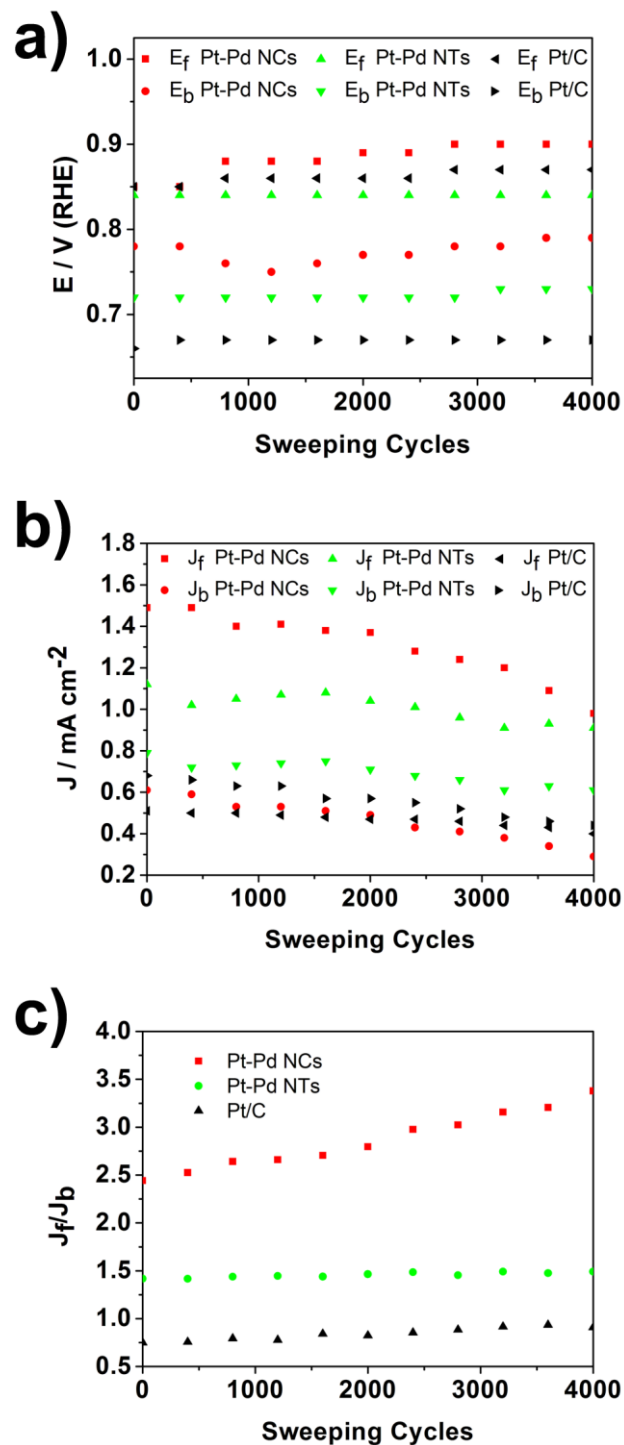 a)
E_f Pt-Pd NCs E_f Pt-Pd NTs E_f Pt/C
E_b Pt-Pd NCs E_b Pt-Pd NTs E_b Pt/C
1.0
0.9
0.8
0.7
E / V (RHE)
0 1000 2000 3000 4000
Sweeping Cycles
b)
1.8
J_f Pt-Pd NCs J_f Pt-Pd NTs J_f Pt/C
J_b Pt-Pd NCs J_b Pt-Pd NTs J_b Pt/C
1.6
1.4
1.2
1.0
0.8
0.6
0.4
0.2
J / mA cm⁻²
0 1000 2000 3000 4000
Sweeping Cycles
c)
4.0
Pt-Pd NCs
3.5
Pt-Pd NTs
Pt/C
3.0
2.5
2.0
1.5
1.0
0.5
J_f/J_b
0 1000 2000 3000 4000
Sweeping Cycles